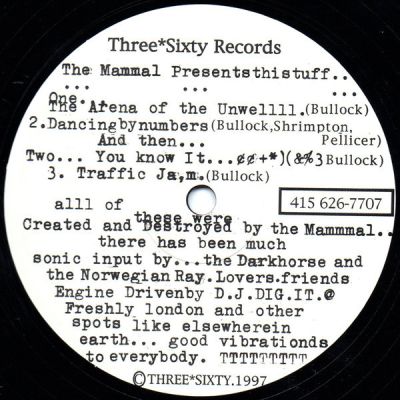 Three*Sixty Records
The Mammal Presentsthistuff..
... ...
One...
The Arena of the Unwellll.(Bullock)
2.Dancingbynumbers(Bullock,Shrimpton,
And then... Pellicer)
Two... You know It...¢¢+*)(&%3 Bullock)
3. Traffic Ja,m.(Bullock)
alll of
these were
415 626-7707
Created and Destroyed by the Mammmal..
there has been much
sonic input by...the Darkhorse and
the Norwegian Ray.Lovers.friends
Engine Drivenby D.J.DIG.IT.@
Freshly london and other
spots like elsewherein
earth... good vibrationds
to everybody. TTTTTTTTT
©THREE*SIXTY.1997